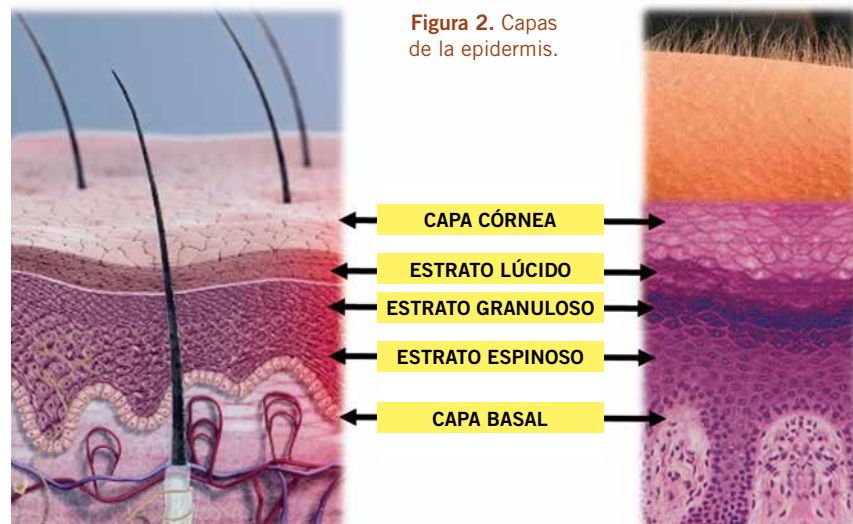 Figura 2. Capas
de la epidermis.
CAPA CÓRNEA
ESTRATO LÚCIDO
ESTRATO GRANULOSO
ESTRATO ESPINOSO
CAPA BASAL